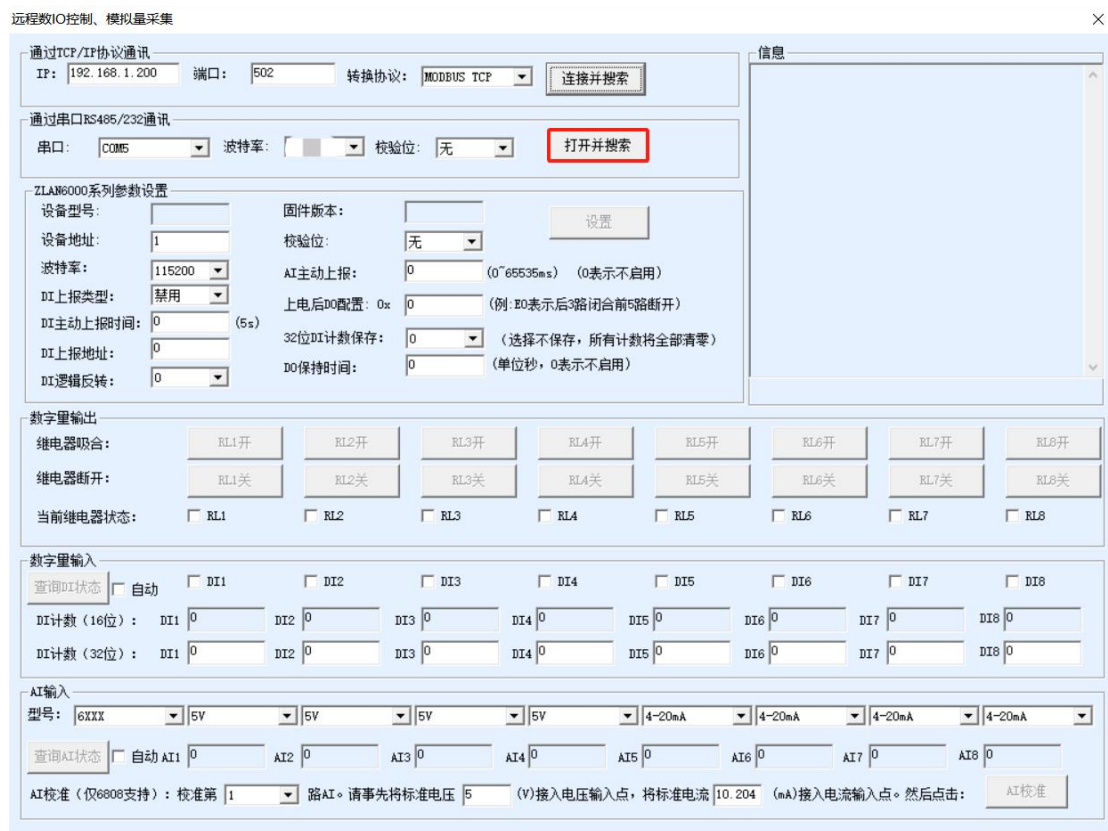 远程数IO控制、模拟量采集
通过TCP/IP协议通讯
IP: 192.168.1.200 端口: 502 转换协议: MODBUS TCP 连接并搜索
通过串口RS485/232通讯
串口: COM5 波特率: 校验位: 无 打开并搜索
信息
ZLAN6000系列参数设置
设备型号: 固件版本: 设置
设备地址: 1 校验位: 无
波特率: 115200 AI主动上报: 0 (0~65535ms) (0表示不启用)
DI上报类型: 禁用 上电后DO配置: 0x 0 (例:E0表示后3路闭合前5路断开)
DI主动上报时间: 0 (5s) 32位DI计数保存: 0 (选择不保存，所有计数将全部清零)
DI上报地址: 0 DO保持时间: 0 (单位秒，0表示不启用)
DI逻辑反转: 0
数字量输出
继电器吸合: RL1开 RL2开 RL3开 RL4开 RL5开 RL6开 RL7开 RL8开
继电器断开: RL1关 RL2关 RL3关 RL4关 RL5关 RL6关 RL7关 RL8关
当前继电器状态: RL1 RL2 RL3 RL4 RL5 RL6 RL7 RL8
数字量输入
查询DI状态 自动 DI1 DI2 DI3 DI4 DI5 DI6 DI7 DI8
DI计数(16位): DI1 0 DI2 0 DI3 0 DI4 0 DI5 0 DI6 0 DI7 0 DI8 0
DI计数(32位): DI1 0 DI2 0 DI3 0 DI4 0 DI5 0 DI6 0 DI7 0 DI8 0
AI输入
型号: 6XXX 5V 5V 5V 5V 4-20mA 4-20mA 4-20mA 4-20mA
查询AI状态 自动 AI1 0 AI2 0 AI3 0 AI4 0 AI5 0 AI6 0 AI7 0 AI8 0
AI校准(仅6808支持): 校准第 1 路AI。请事先将标准电压 5 (V)接入电压输入点，将标准电流 10.204 (mA)接入电流输入点。然后点击: AI校准